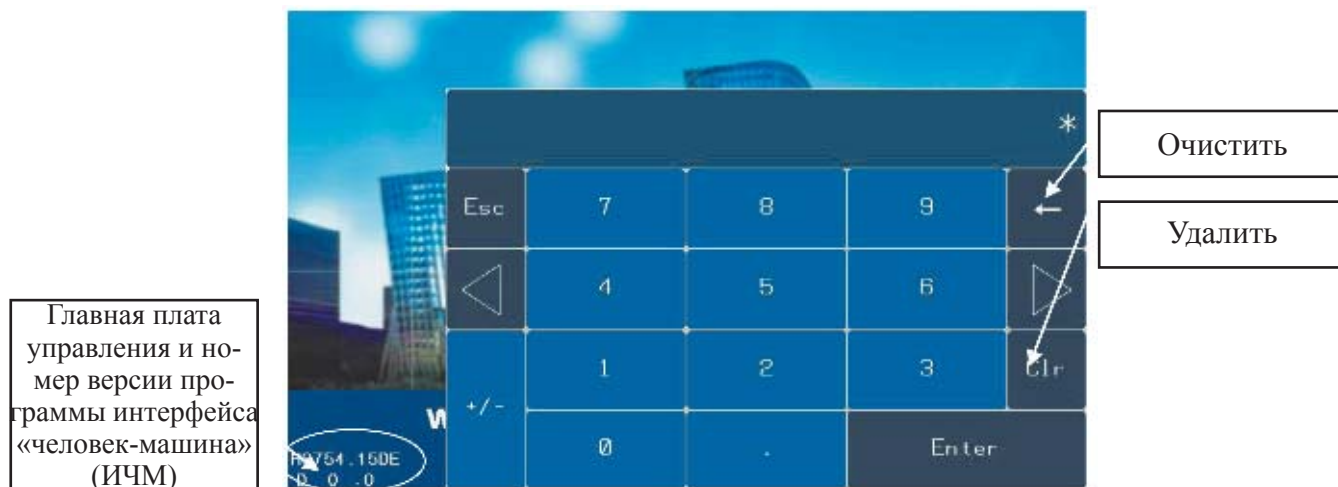 *
Очистить
Esc
7
8
9
←
Удалить
4
5
6
Главная плата
управления и но-
мер версии про-
граммы интерфейса
«человек-машина»
(ИЧМ)
1
2
3
Clr
+/-
W
0
.
Enter